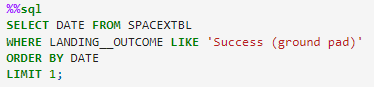 %%sql
SELECT DATE FROM SPACEXTBL
WHERE LANDING__OUTCOME LIKE 'Success (ground pad)'
ORDER BY DATE
LIMIT 1;